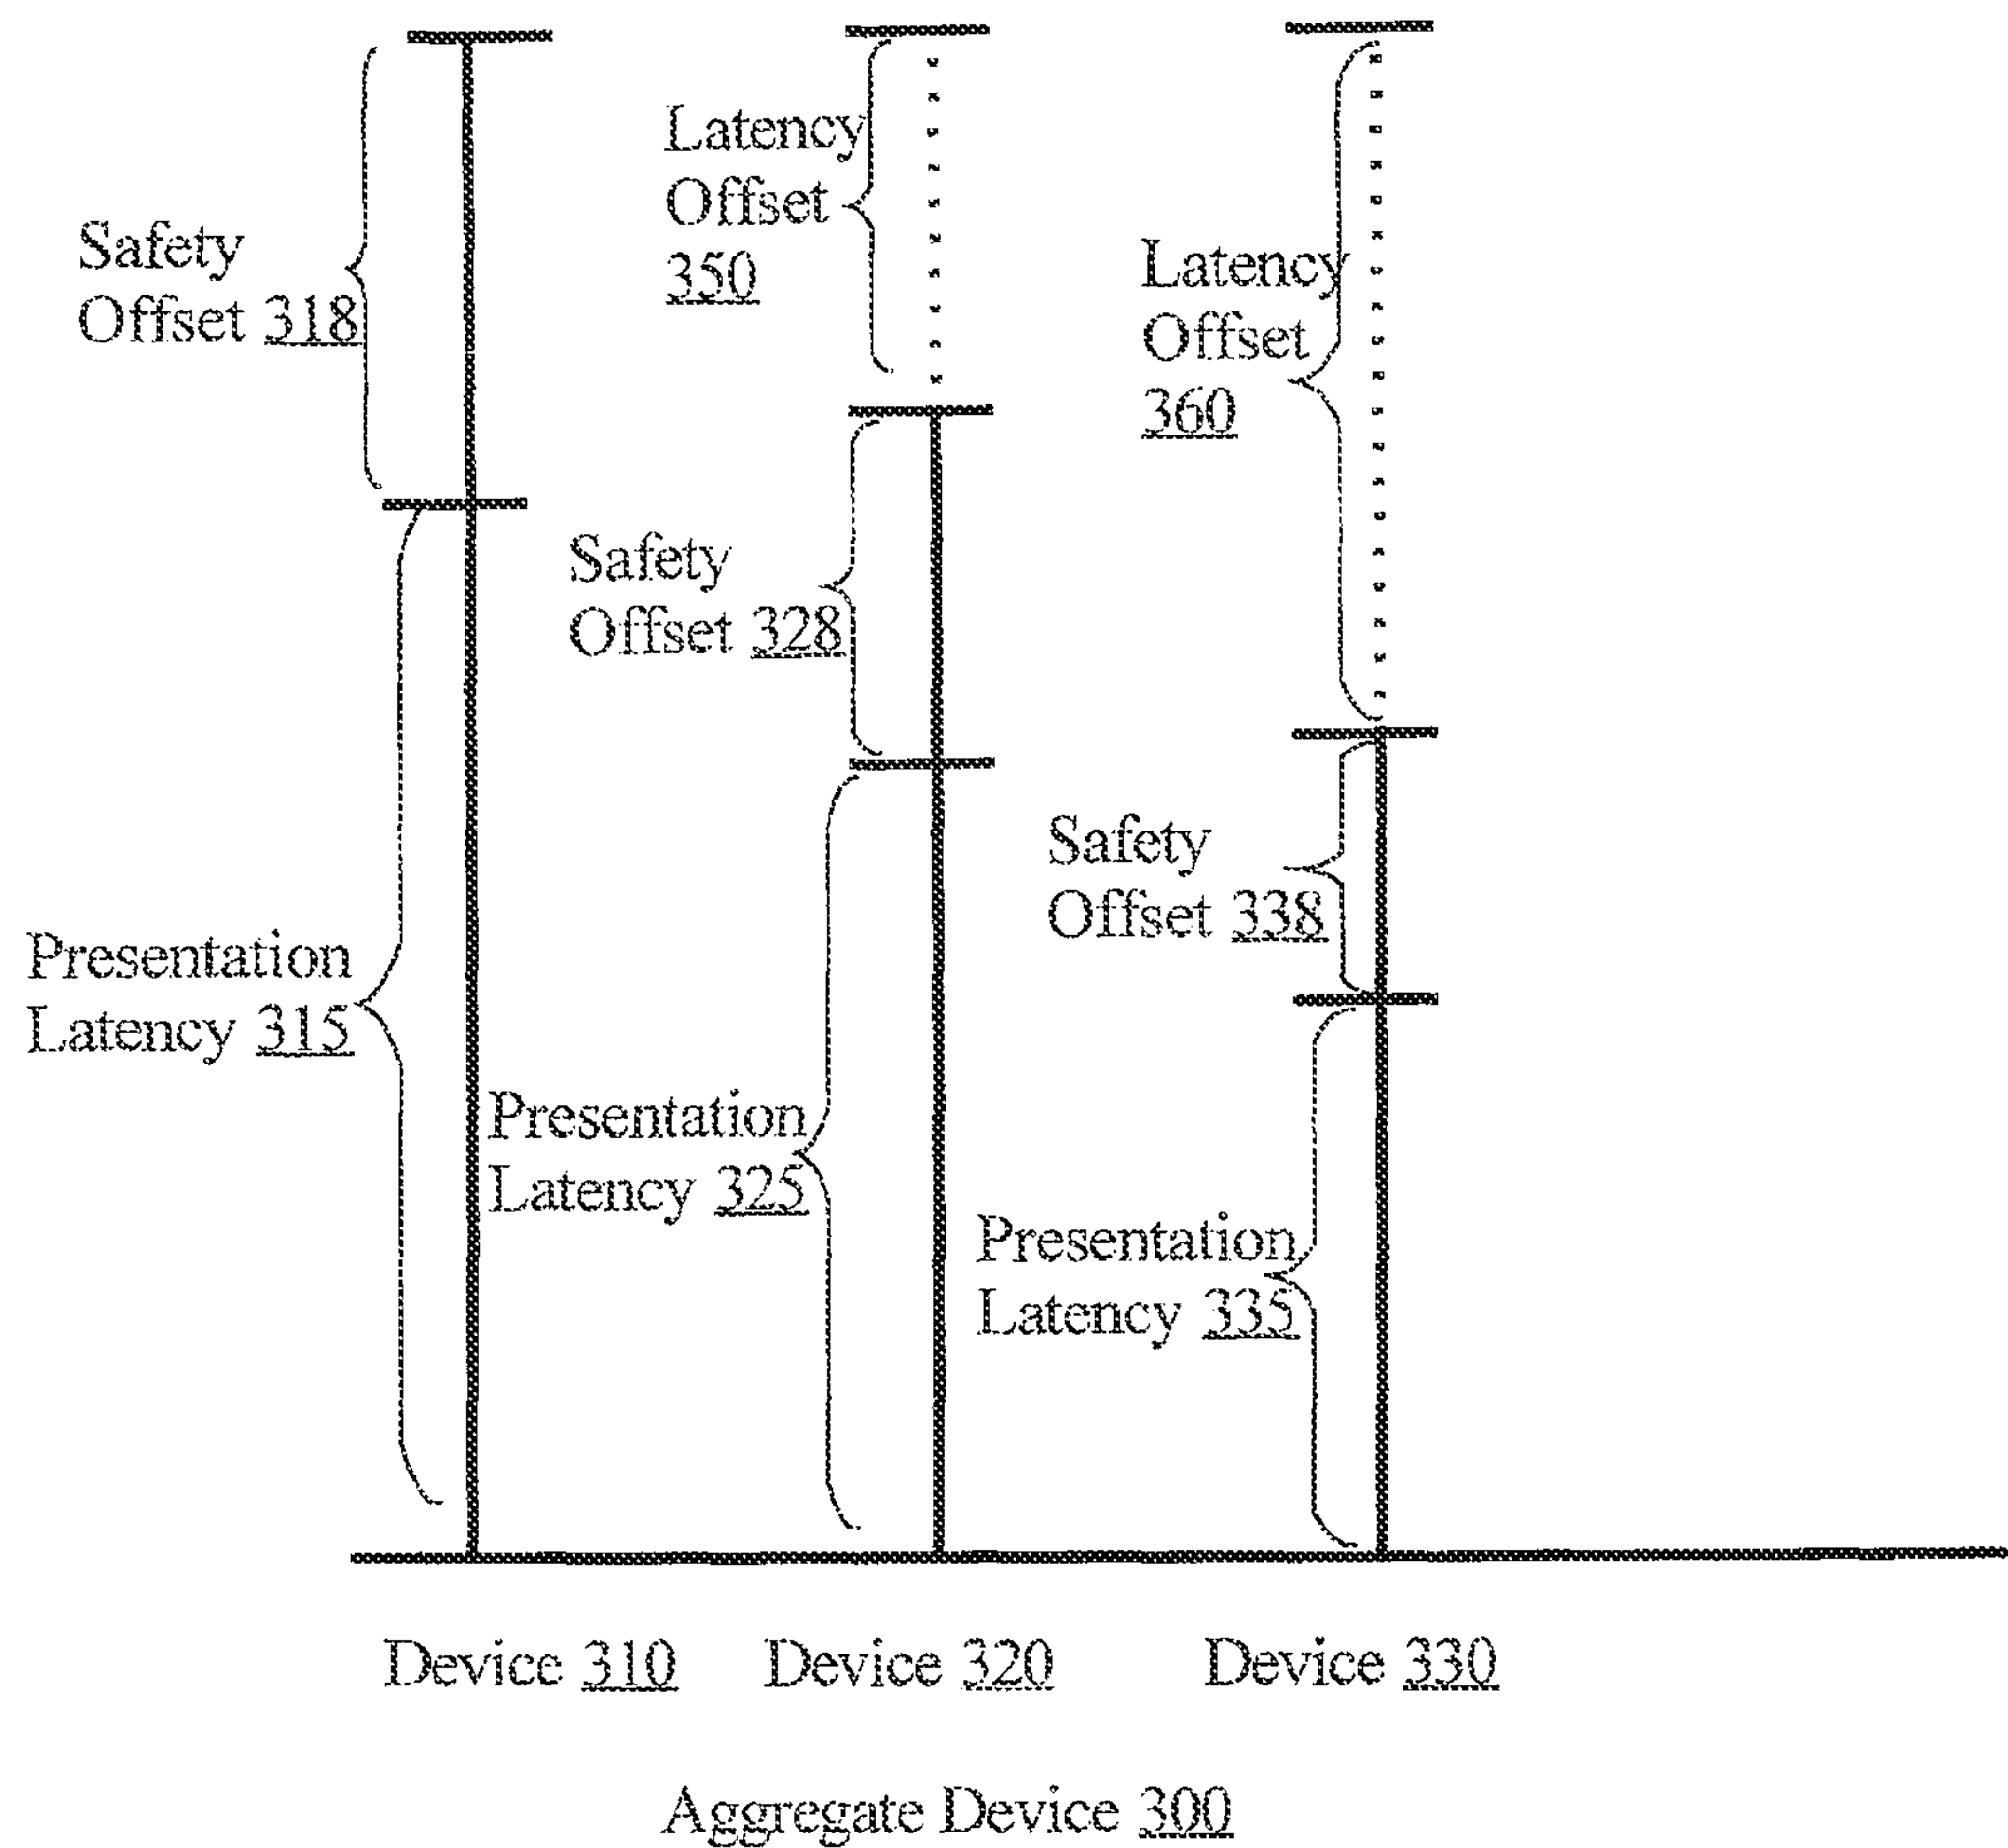 Safety
Offset 318
Presentation
Latency 315
Latency
Offset
350
Safety
Offset 328
Presentation
Latency 325
Latency
Offset
360
Safety
Offset 338
Presentation
Latency 335
Device 310
Device 320
Device 330
Aggregate Device 300